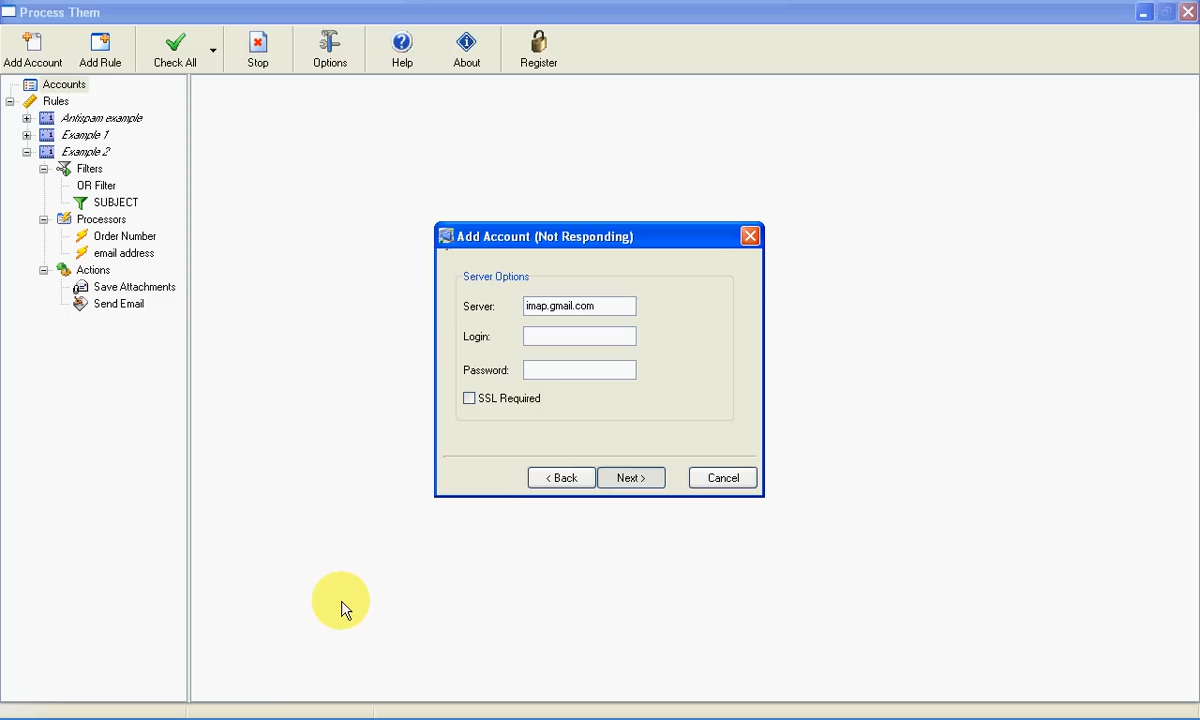 Process Them
Add Account Add Rule Check All Stop Options Help About Register
Accounts
Rules
Antispam example
Example 1
Example 2
Filters
OR Filter
SUBJECT
Processors
Order Number
email address
Actions
Save Attachments
Send Email
Add Account (Not Responding)
Server Options
Server: imap.gmail.com
Login:
Password:
SSL Required
< Back Next > Cancel